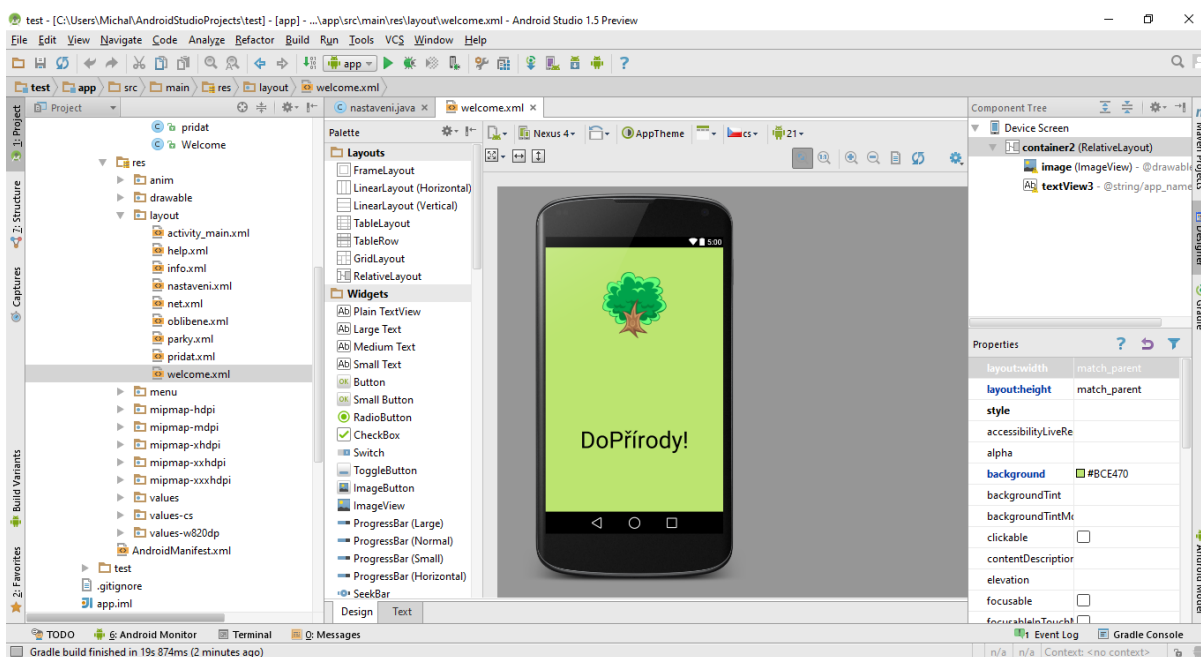 test - [C:\Users\Michal\AndroidStudioProjects\test] - [app] - ...\app\src\main\res\layout\welcome.xml - Android Studio 1.5 Preview
File Edit View Navigate Code Analyze Refactor Build Run Tools VCS Window Help
app
test app src main res layout welcome.xml
1: Project
7: Structure
Captures
Build Variants
2: Favorites
Project
pridat
Welcome
res
anim
drawable
layout
activity_main.xml
help.xml
info.xml
nastaveni.xml
net.xml
oblibene.xml
parky.xml
pridat.xml
welcome.xml
menu
mipmap-hdpi
mipmap-mdpi
mipmap-xhdpi
mipmap-xxhdpi
mipmap-xxxhdpi
values
values-cs
values-w820dp
AndroidManifest.xml
test
.gitignore
app.iml
nastaveni.java welcome.xml
Palette
Layouts
FrameLayout
LinearLayout (Horizontal)
LinearLayout (Vertical)
TableLayout
TableRow
GridLayout
RelativeLayout
Widgets
Plain TextView
Large Text
Medium Text
Small Text
Button
Small Button
RadioButton
CheckBox
Switch
ToggleButton
ImageButton
ImageView
ProgressBar (Large)
ProgressBar (Normal)
ProgressBar (Small)
ProgressBar (Horizontal)
SeekBar
Design Text
Nexus 4 AppTheme cs 21
5:00
DoPřírody!
Component Tree
Device Screen
container2 (RelativeLayout)
image (ImageView) - @drawable
textView3 - @string/app_name
Properties
layout:width match_parent
layout:height match_parent
style
accessibilityLiveRe
alpha
background #BCE470
backgroundTint
backgroundTintMo
clickable
contentDescription
elevation
focusable
Maven Projects
Designer
Gradle
Android Model
TODO 6: Android Monitor Terminal 0: Messages 1 Event Log Gradle Console
Gradle build finished in 19s 874ms (2 minutes ago) n/a n/a Context: <no context>